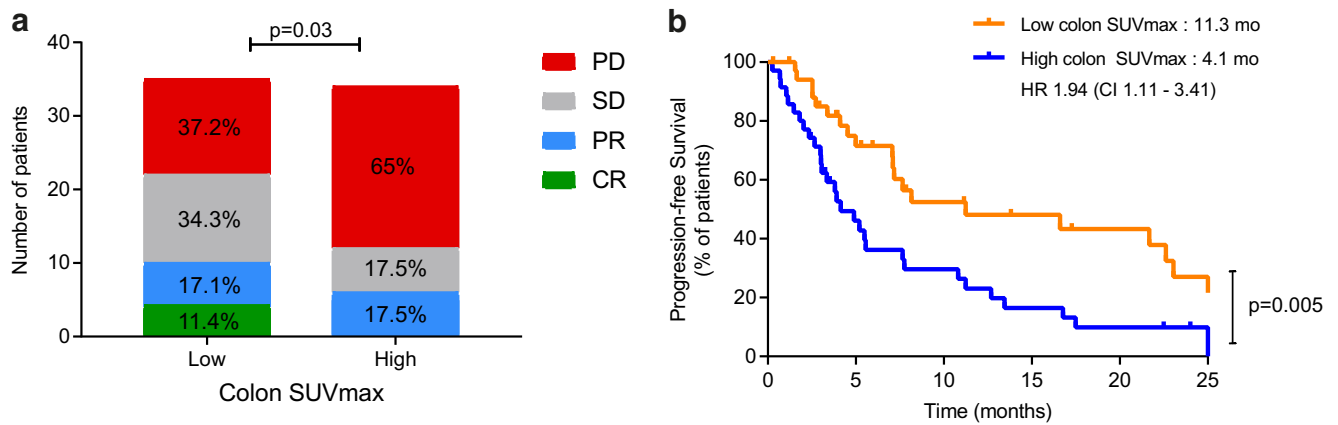 a
p=0.03
40
30
20
10
0
Number of patients
37.2%
34.3%
17.1%
11.4%
65%
17.5%
17.5%
Low
High
Colon SUVmax
PD
SD
PR
CR
b
Low colon SUVmax : 11.3 mo
High colon SUVmax : 4.1 mo
HR 1.94 (CI 1.11 - 3.41)
Progression-free Survival
(% of patients)
100
80
60
40
20
0
0
5
10
15
20
25
Time (months)
p=0.005